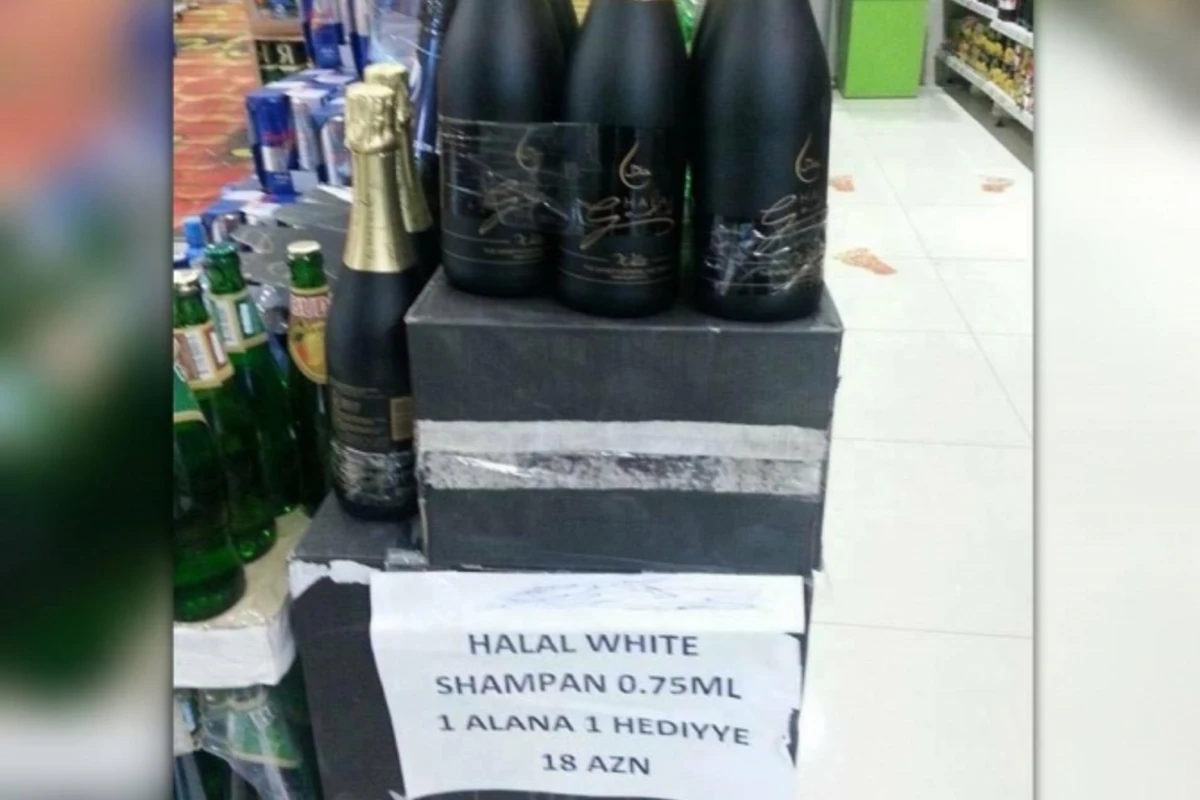 HALAL WHITE
SHAMPAN 0.75ML
1 ALANA 1 HEDIYYE
18 AZN